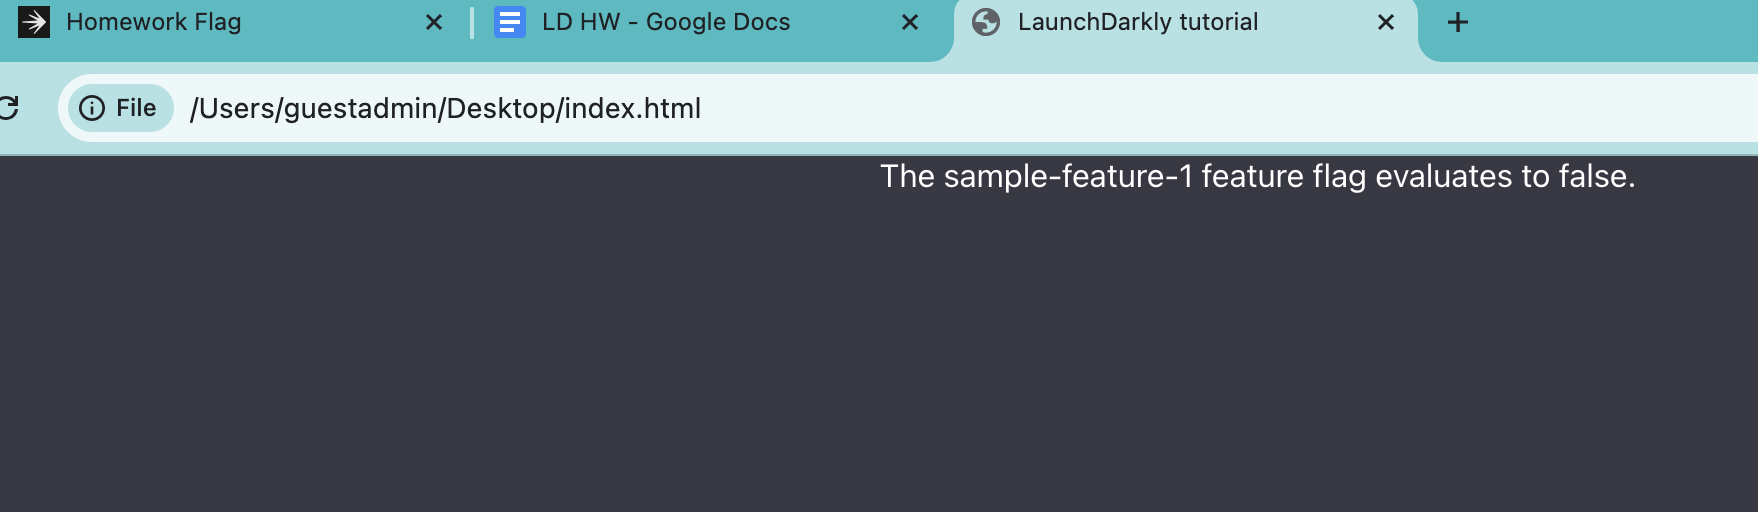 Homework Flag
LD HW - Google Docs
LaunchDarkly tutorial
File
/Users/guestadmin/Desktop/index.html
The sample-feature-1 feature flag evaluates to false.